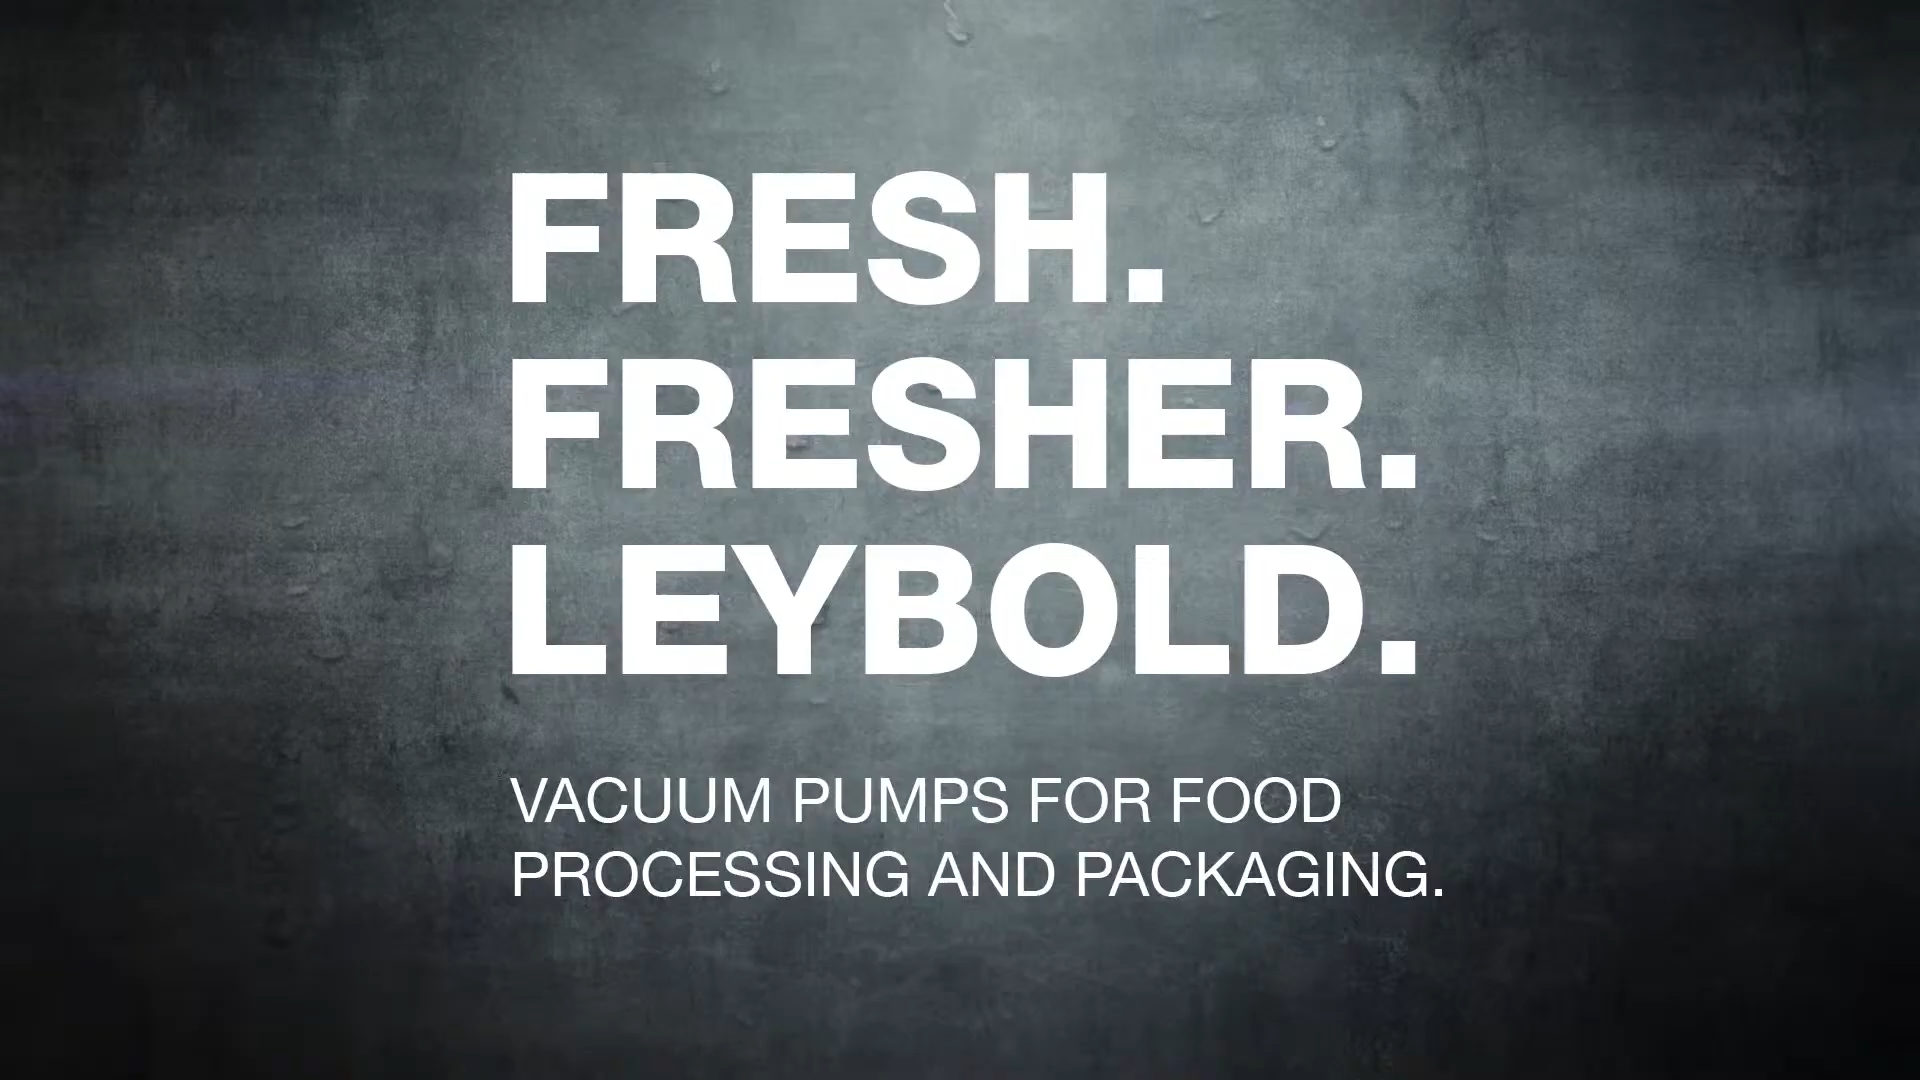 FRESH.
FRESHER.
LEYBOLD.
VACUUM PUMPS FOR FOOD
PROCESSING AND PACKAGING.